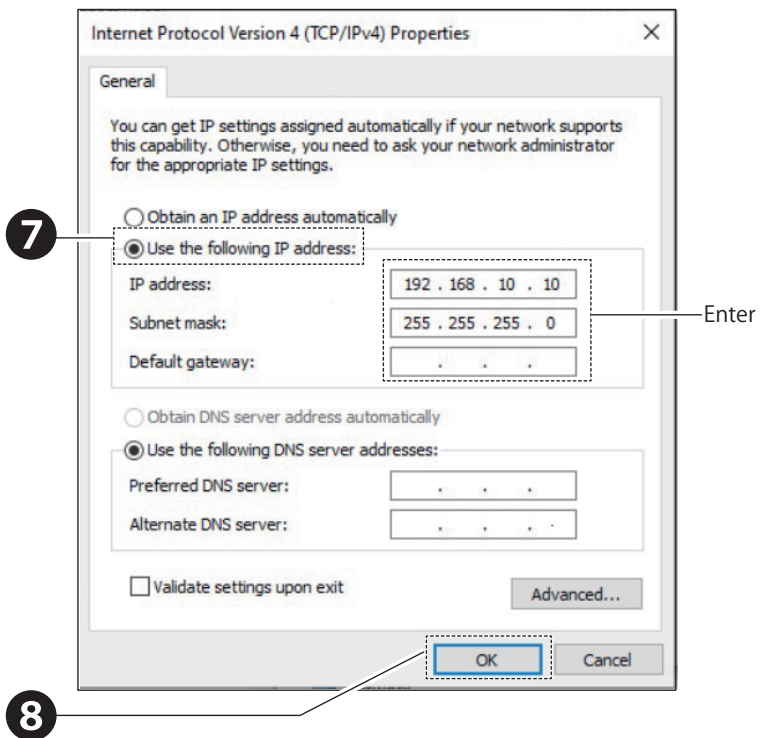 Internet Protocol Version 4 (TCP/IPv4) Properties
General
You can get IP settings assigned automatically if your network supports
this capability. Otherwise, you need to ask your network administrator
for the appropriate IP settings.
Obtain an IP address automatically
7
Use the following IP address:
IP address: 192 . 168 . 10 . 10
Subnet mask: 255 . 255 . 255 . 0
Enter
Default gateway: . . .
Obtain DNS server address automatically
Use the following DNS server addresses:
Preferred DNS server: . . .
Alternate DNS server: . . .
Validate settings upon exit
Advanced...
OK Cancel
8